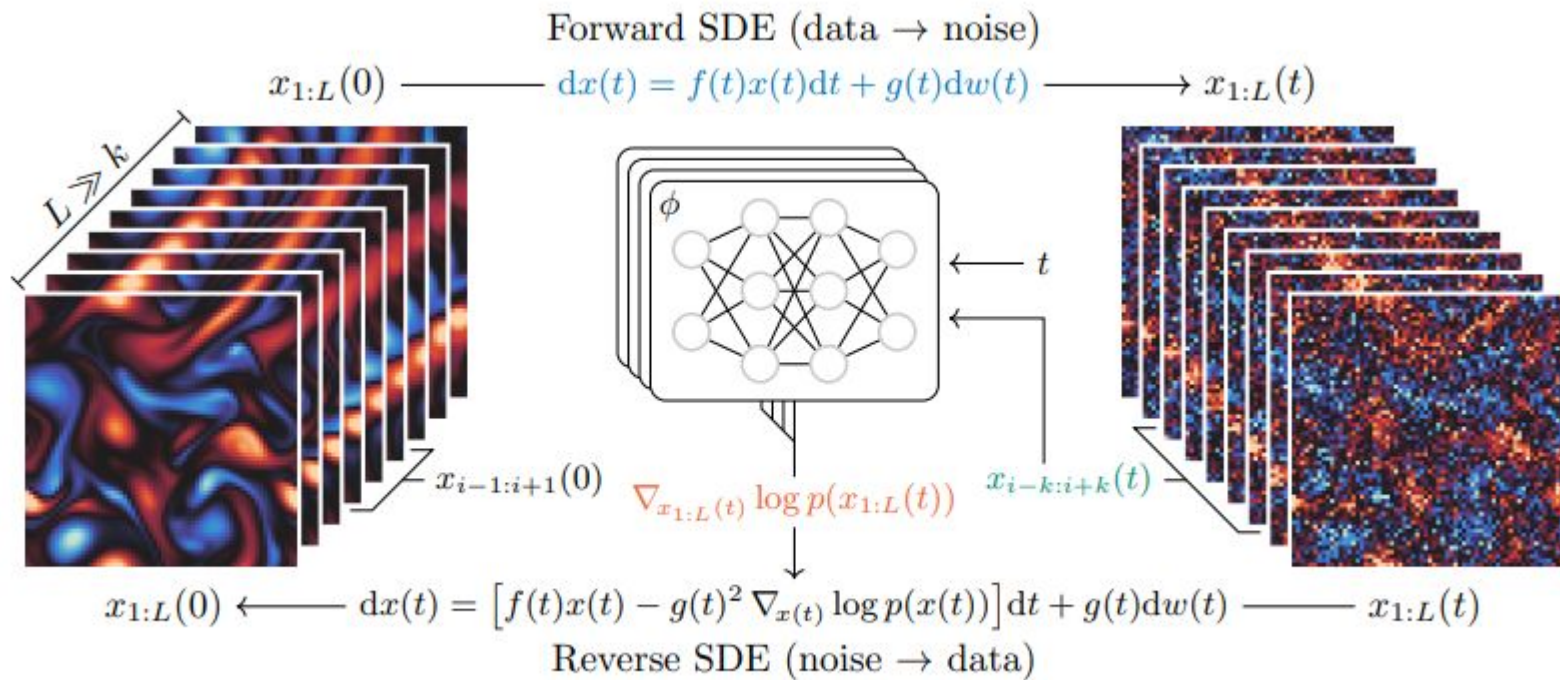 Forward SDE (data → noise)
x_{1:L}(0) dx(t) = f(t)x(t)dt + g(t)dw(t) x_{1:L}(t)
L ≫ k
ϕ
t
x_{i−1:i+1}(0)
∇_{x_{1:L}(t)} log p(x_{1:L}(t))
x_{i−k:i+k}(t)
x_{1:L}(0) dx(t) = [f(t)x(t) − g(t)² ∇_{x(t)} log p(x(t))]dt + g(t)dw(t) x_{1:L}(t)
Reverse SDE (noise → data)